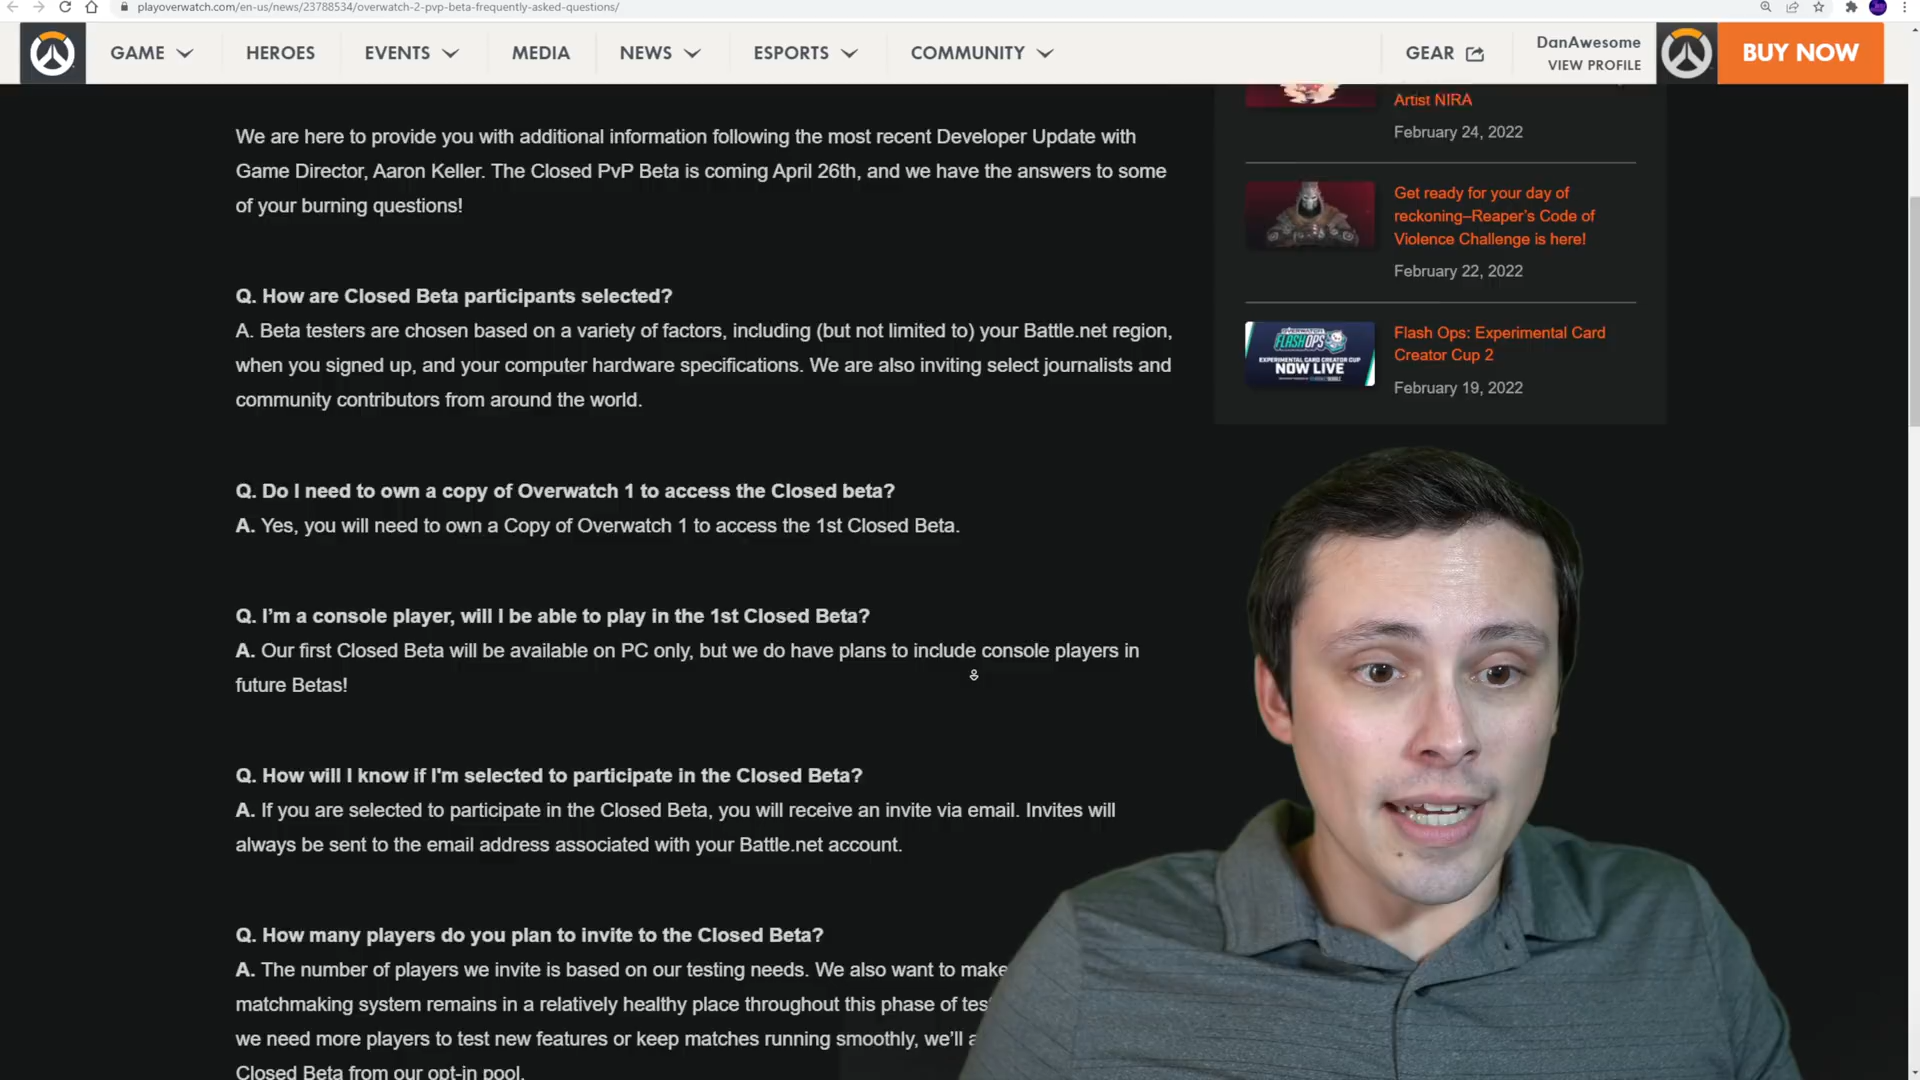 playoverwatch.com/en-us/news/23788534/overwatch-2-pvp-beta-frequently-asked-questions/
GAME HEROES EVENTS MEDIA NEWS ESPORTS COMMUNITY GEAR DanAwesome BUY NOW
VIEW PROFILE
We are here to provide you with additional information following the most recent Developer Update with
Game Director, Aaron Keller. The Closed PvP Beta is coming April 26th, and we have the answers to some
of your burning questions!
Q. How are Closed Beta participants selected?
A. Beta testers are chosen based on a variety of factors, including (but not limited to) your Battle.net region,
when you signed up, and your computer hardware specifications. We are also inviting select journalists and
community contributors from around the world.
Q. Do I need to own a copy of Overwatch 1 to access the Closed beta?
A. Yes, you will need to own a Copy of Overwatch 1 to access the 1st Closed Beta.
Q. I’m a console player, will I be able to play in the 1st Closed Beta?
A. Our first Closed Beta will be available on PC only, but we do have plans to include console players in
future Betas!
Q. How will I know if I'm selected to participate in the Closed Beta?
A. If you are selected to participate in the Closed Beta, you will receive an invite via email. Invites will
always be sent to the email address associated with your Battle.net account.
Q. How many players do you plan to invite to the Closed Beta?
A. The number of players we invite is based on our testing needs. We also want to make
matchmaking system remains in a relatively healthy place throughout this phase of
we need more players to test new features or keep matches running smoothly, we’ll
Closed Beta from our opt-in pool.
Artist NIRA
February 24, 2022
Get ready for your day of
reckoning–Reaper’s Code of
Violence Challenge is here!
February 22, 2022
OVERWATCH
FLASH OPS
EXPERIMENTAL CARD
CREATOR CUP
NOW LIVE
Flash Ops: Experimental Card
Creator Cup 2
February 19, 2022